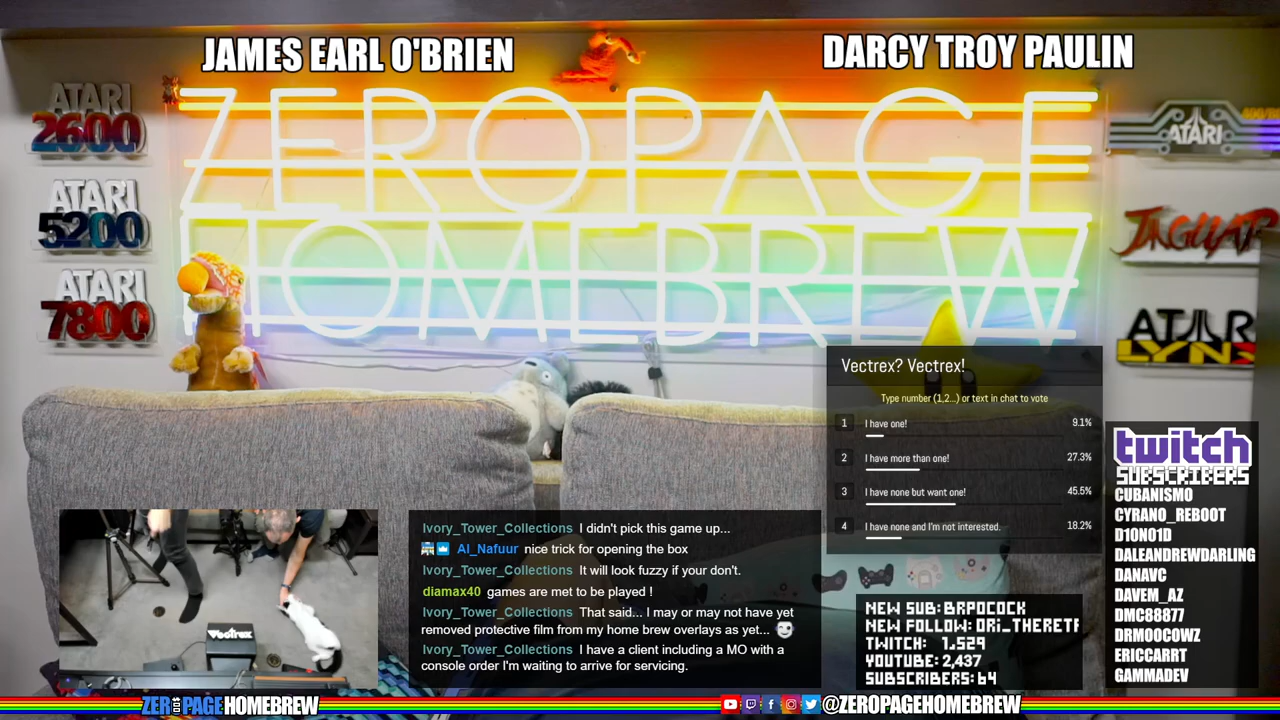 JAMES EARL O'BRIEN
DARCY TROY PAULIN
ZEROPAGE
HOMEBREW
ATARI
2600
ATARI
5200
ATARI
7800
ATARI
JAGUAR
ATARI
LYNX
Vectrex? Vectrex!
Type number (1,2...) or text in chat to vote
1 I have one! 9.1%
2 I have more than one! 27.3%
3 I have none but want one! 45.5%
4 I have none and I'm not interested. 18.2%
Vectrex
Ivory_Tower_Collections I didn't pick this game up...
Al_Nafuur nice trick for opening the box
Ivory_Tower_Collections It will look fuzzy if your don't.
diamax40 games are met to be played !
Ivory_Tower_Collections That said... I may or may not have yet
removed protective film from my home brew overlays as yet...
Ivory_Tower_Collections I have a client including a MO with a
console order I'm waiting to arrive for servicing.
NEW SUB: BRPOCOCK
NEW FOLLOW: ORI_THERETR
TWITCH: 1,529
YOUTUBE: 2,437
SUBSCRIBERS: 64
twitch
SUBSCRIBERS
CUBANISMO
CYRANO_REBOOT
D10N01D
DALEANDREWDARLING
DANAVC
DAVEM_AZ
DMC88877
DRMOOCOWZ
ERICCARRT
GAMMADEV
ZEROPAGEHOMEBREW
@ZEROPAGEHOMEBREW